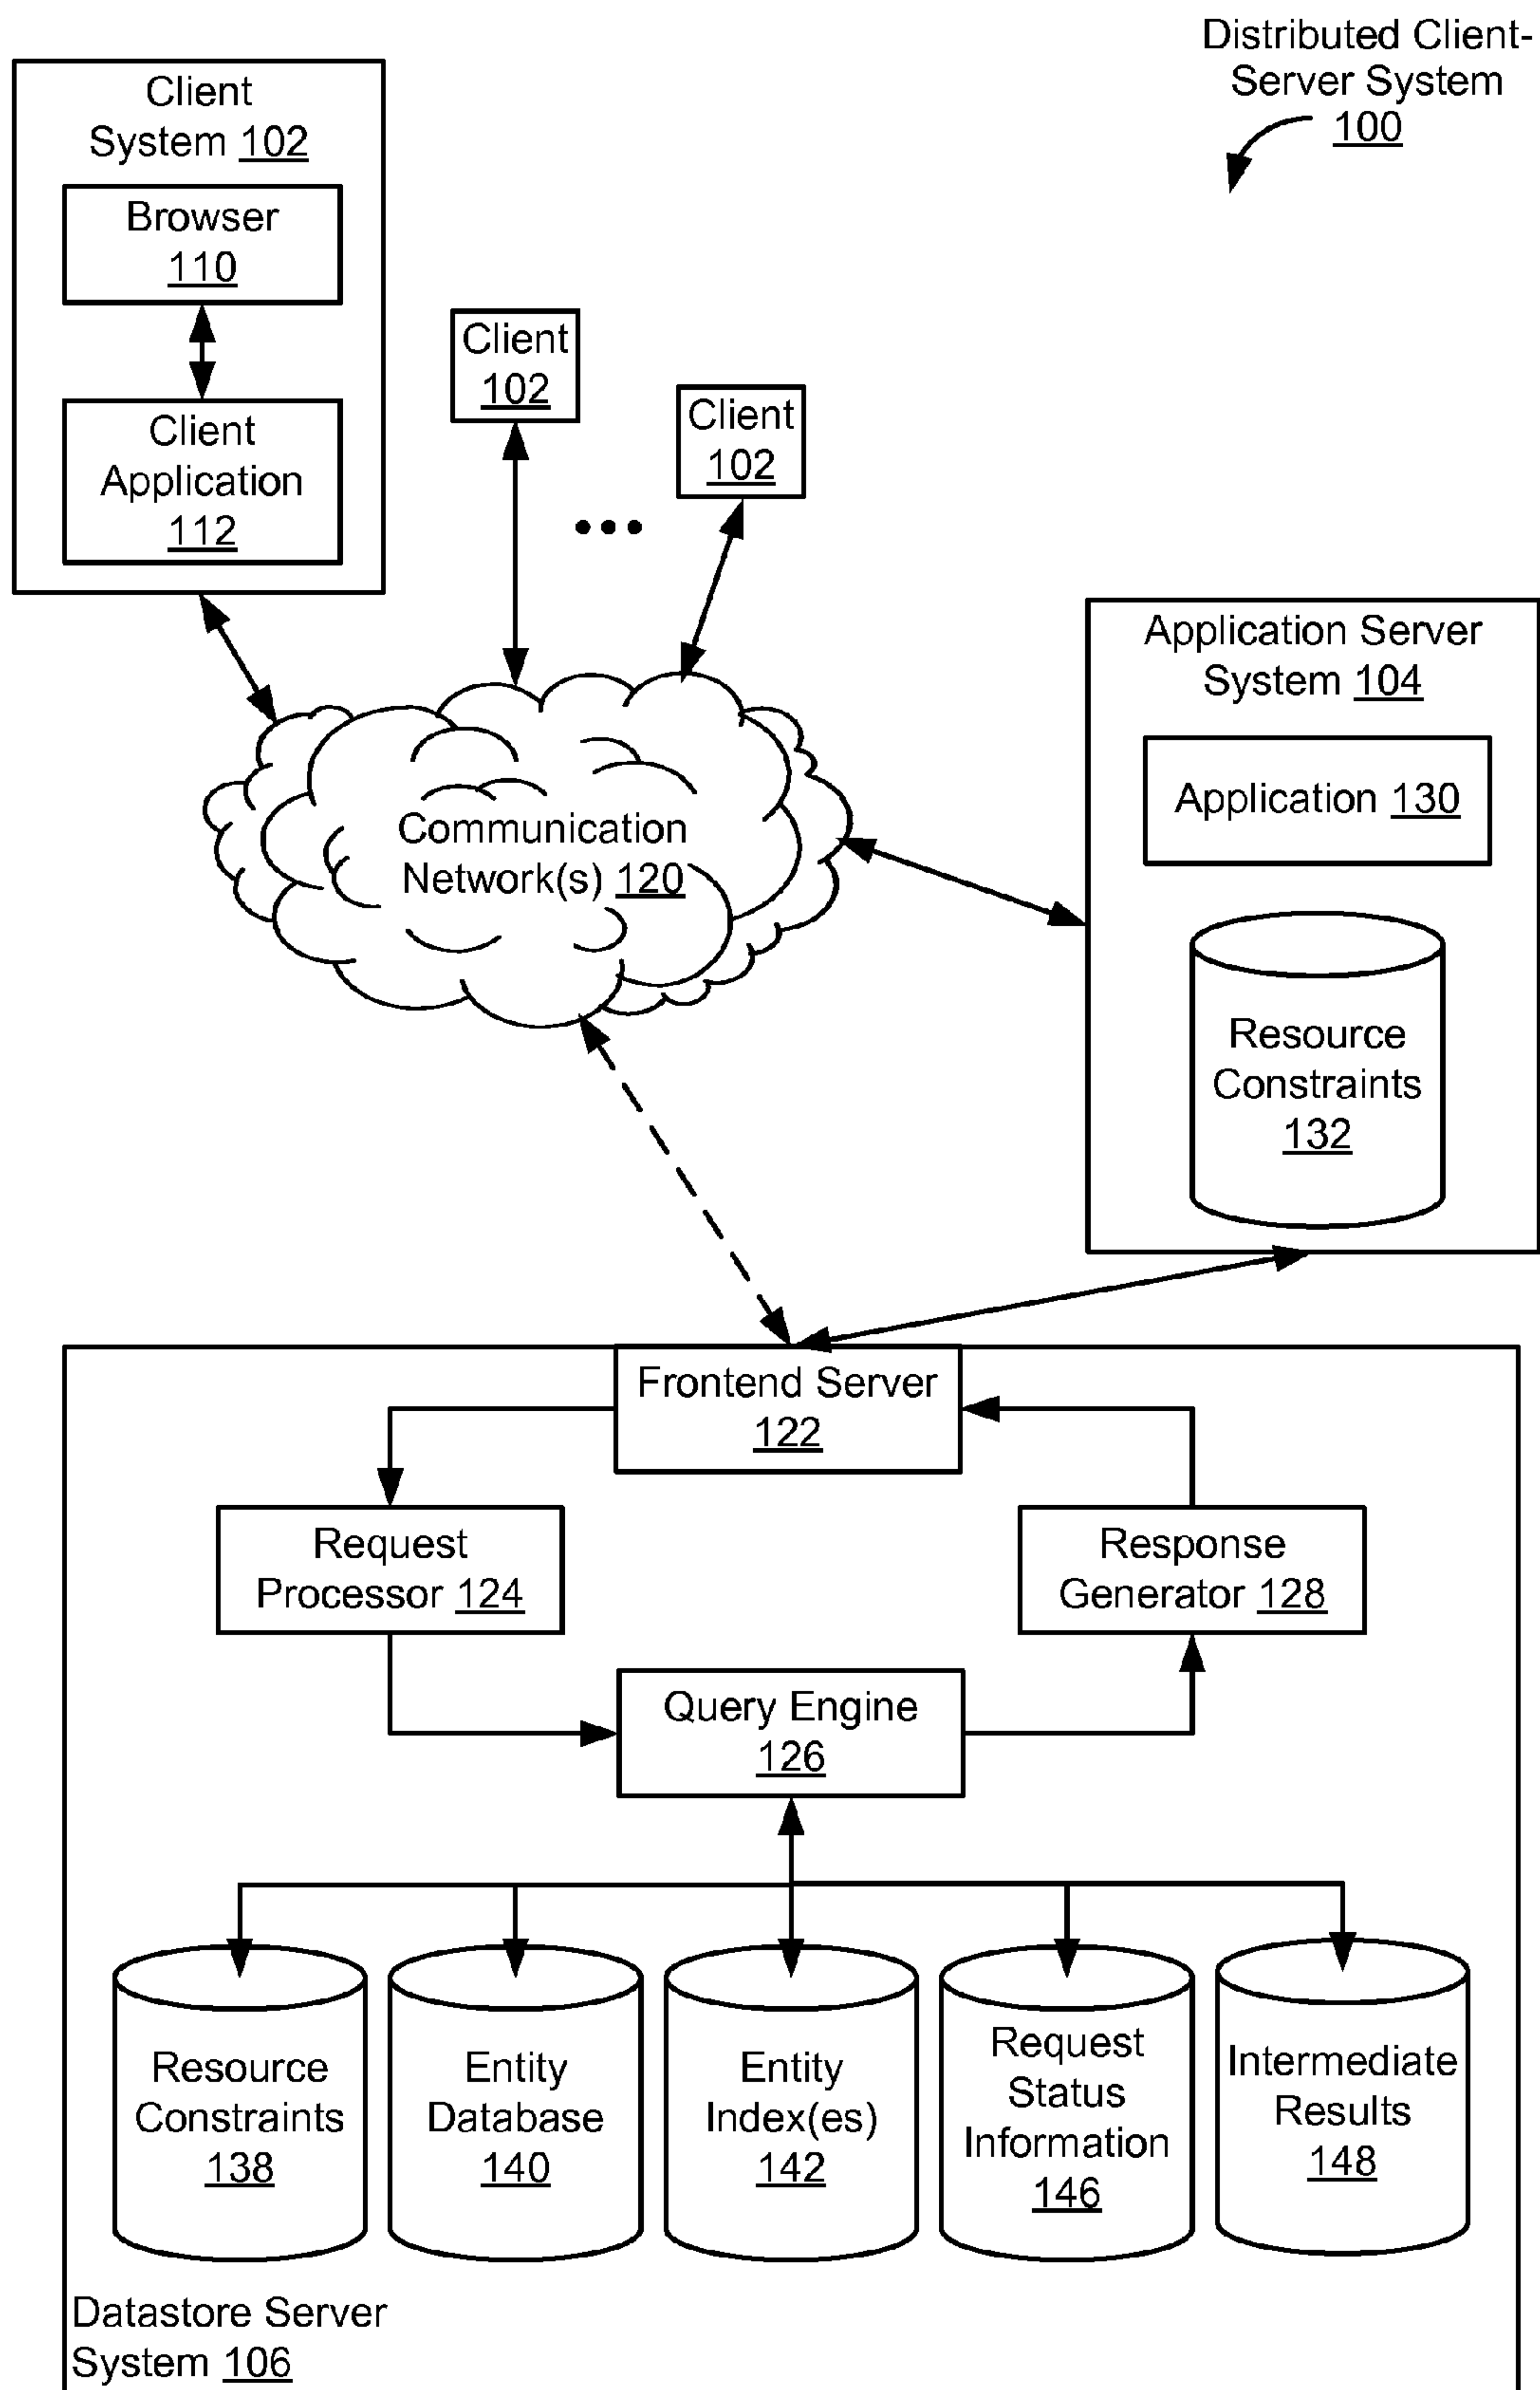 Distributed Client-
Server System
100
Client
System 102
Browser
110
Client
Application
112
Client
102
Client
102
Application Server
System 104
Application 130
Resource
Constraints
132
Communication
Network(s) 120
Frontend Server
122
Request
Processor 124
Response
Generator 128
Query Engine
126
Resource
Constraints
138
Entity
Database
140
Entity
Index(es)
142
Request
Status
Information
146
Intermediate
Results
148
Datastore Server
System 106